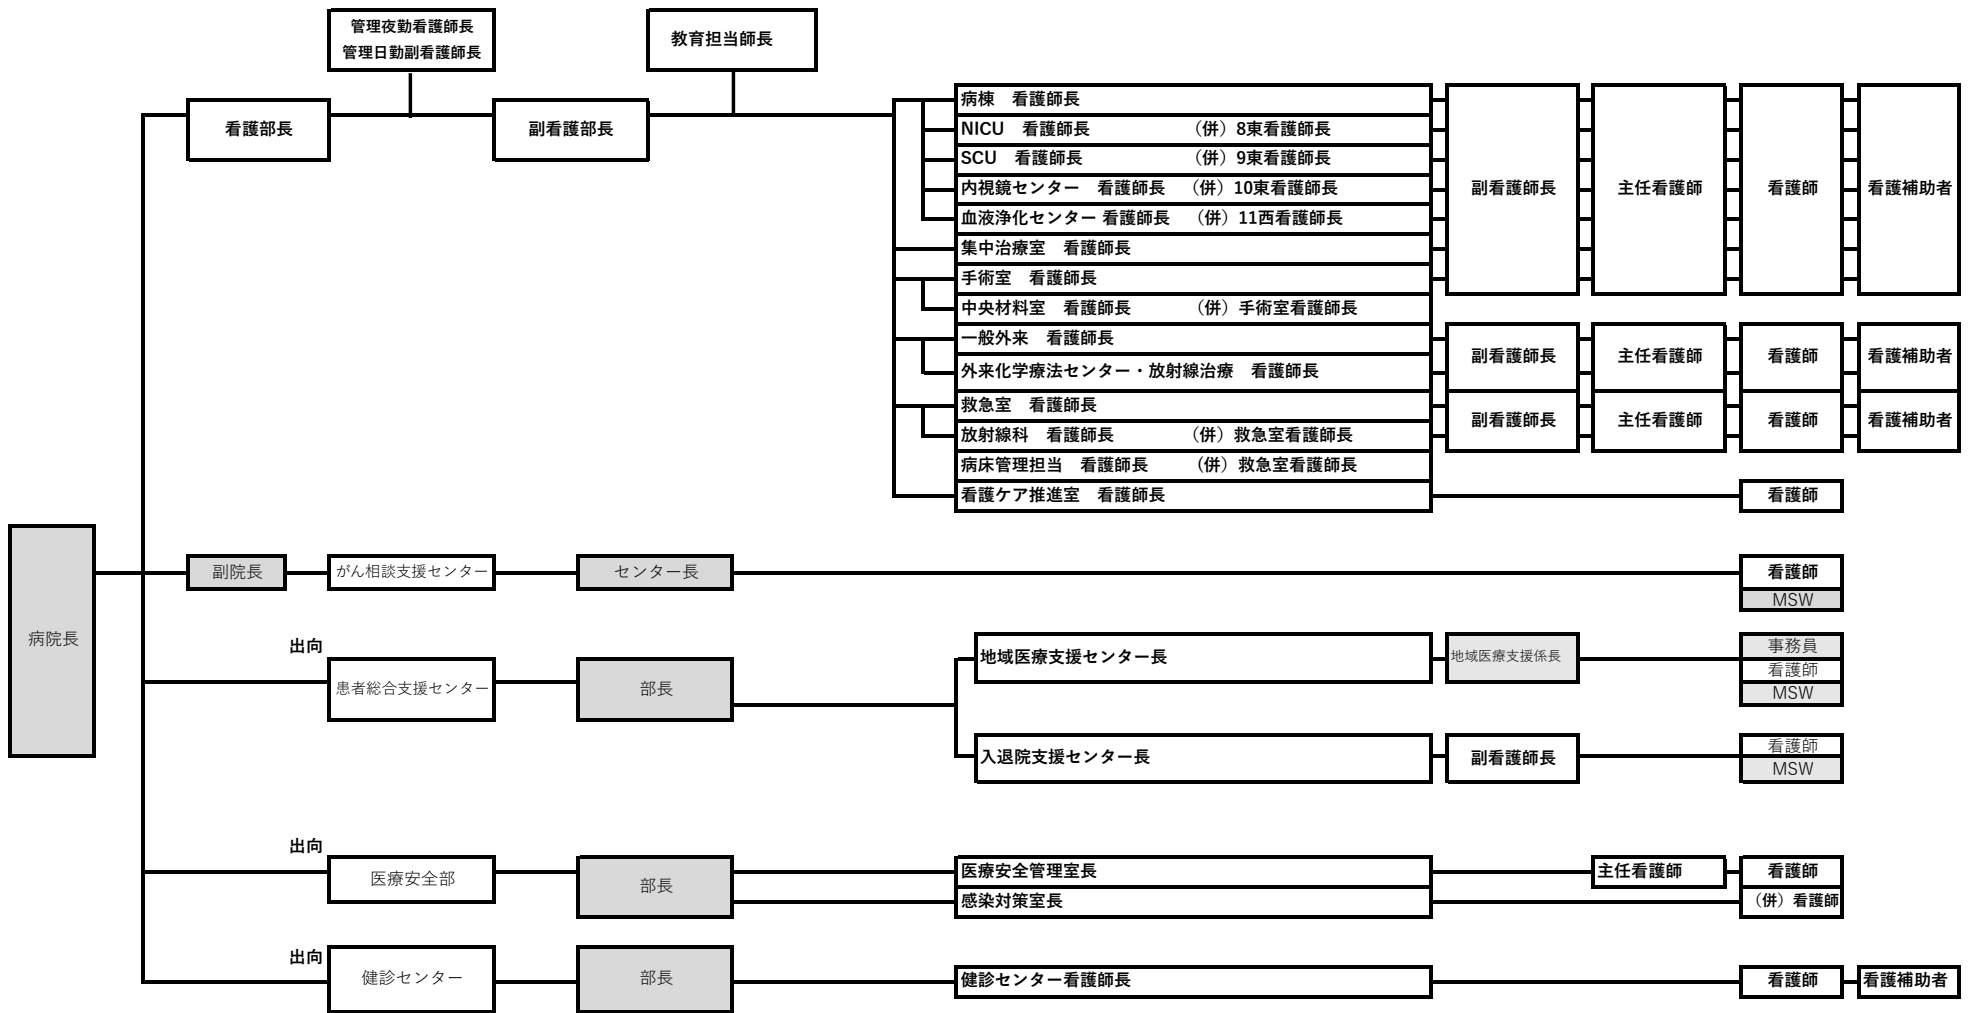 管理夜勤看護師長
管理日勤副看護師長
教育担当師長
看護部長
副看護部長
病棟　看護師長
NICU　看護師長　（併）8東看護師長
SCU　看護師長　（併）9東看護師長
内視鏡センター　看護師長　（併）10東看護師長
血液浄化センター 看護師長　（併）11西看護師長
集中治療室　看護師長
手術室　看護師長
中央材料室　看護師長　（併）手術室看護師長
一般外来　看護師長
外来化学療法センター・放射線治療　看護師長
救急室　看護師長
放射線科　看護師長　（併）救急室看護師長
病床管理担当　看護師長　（併）救急室看護師長
看護ケア推進室　看護師長
副看護師長
主任看護師
看護師
看護補助者
副看護師長
主任看護師
看護師
看護補助者
副看護師長
主任看護師
看護師
看護補助者
看護師
病院長
副院長
がん相談支援センター
センター長
看護師
MSW
出向
患者総合支援センター
部長
地域医療支援センター長
地域医療支援係長
事務員
看護師
MSW
入退院支援センター長
副看護師長
看護師
MSW
出向
医療安全部
部長
医療安全管理室長
主任看護師
看護師
感染対策室長
（併）看護師
出向
健診センター
部長
健診センター看護師長
看護師
看護補助者